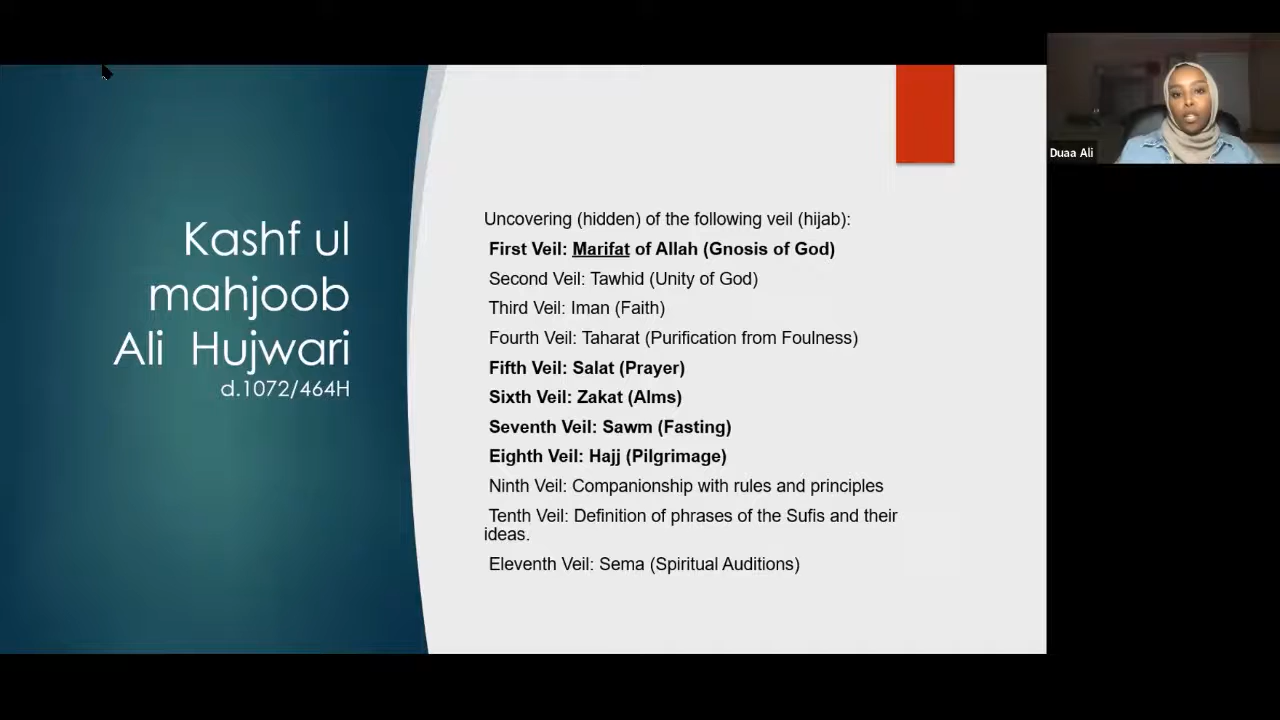 Kashf ul
mahjoob
Ali Hujwari
d.1072/464H
Uncovering (hidden) of the following veil (hijab):
First Veil: Marifat of Allah (Gnosis of God)
Second Veil: Tawhid (Unity of God)
Third Veil: Iman (Faith)
Fourth Veil: Taharat (Purification from Foulness)
Fifth Veil: Salat (Prayer)
Sixth Veil: Zakat (Alms)
Seventh Veil: Sawm (Fasting)
Eighth Veil: Hajj (Pilgrimage)
Ninth Veil: Companionship with rules and principles
Tenth Veil: Definition of phrases of the Sufis and their
ideas.
Eleventh Veil: Sema (Spiritual Auditions)
Duaa Ali